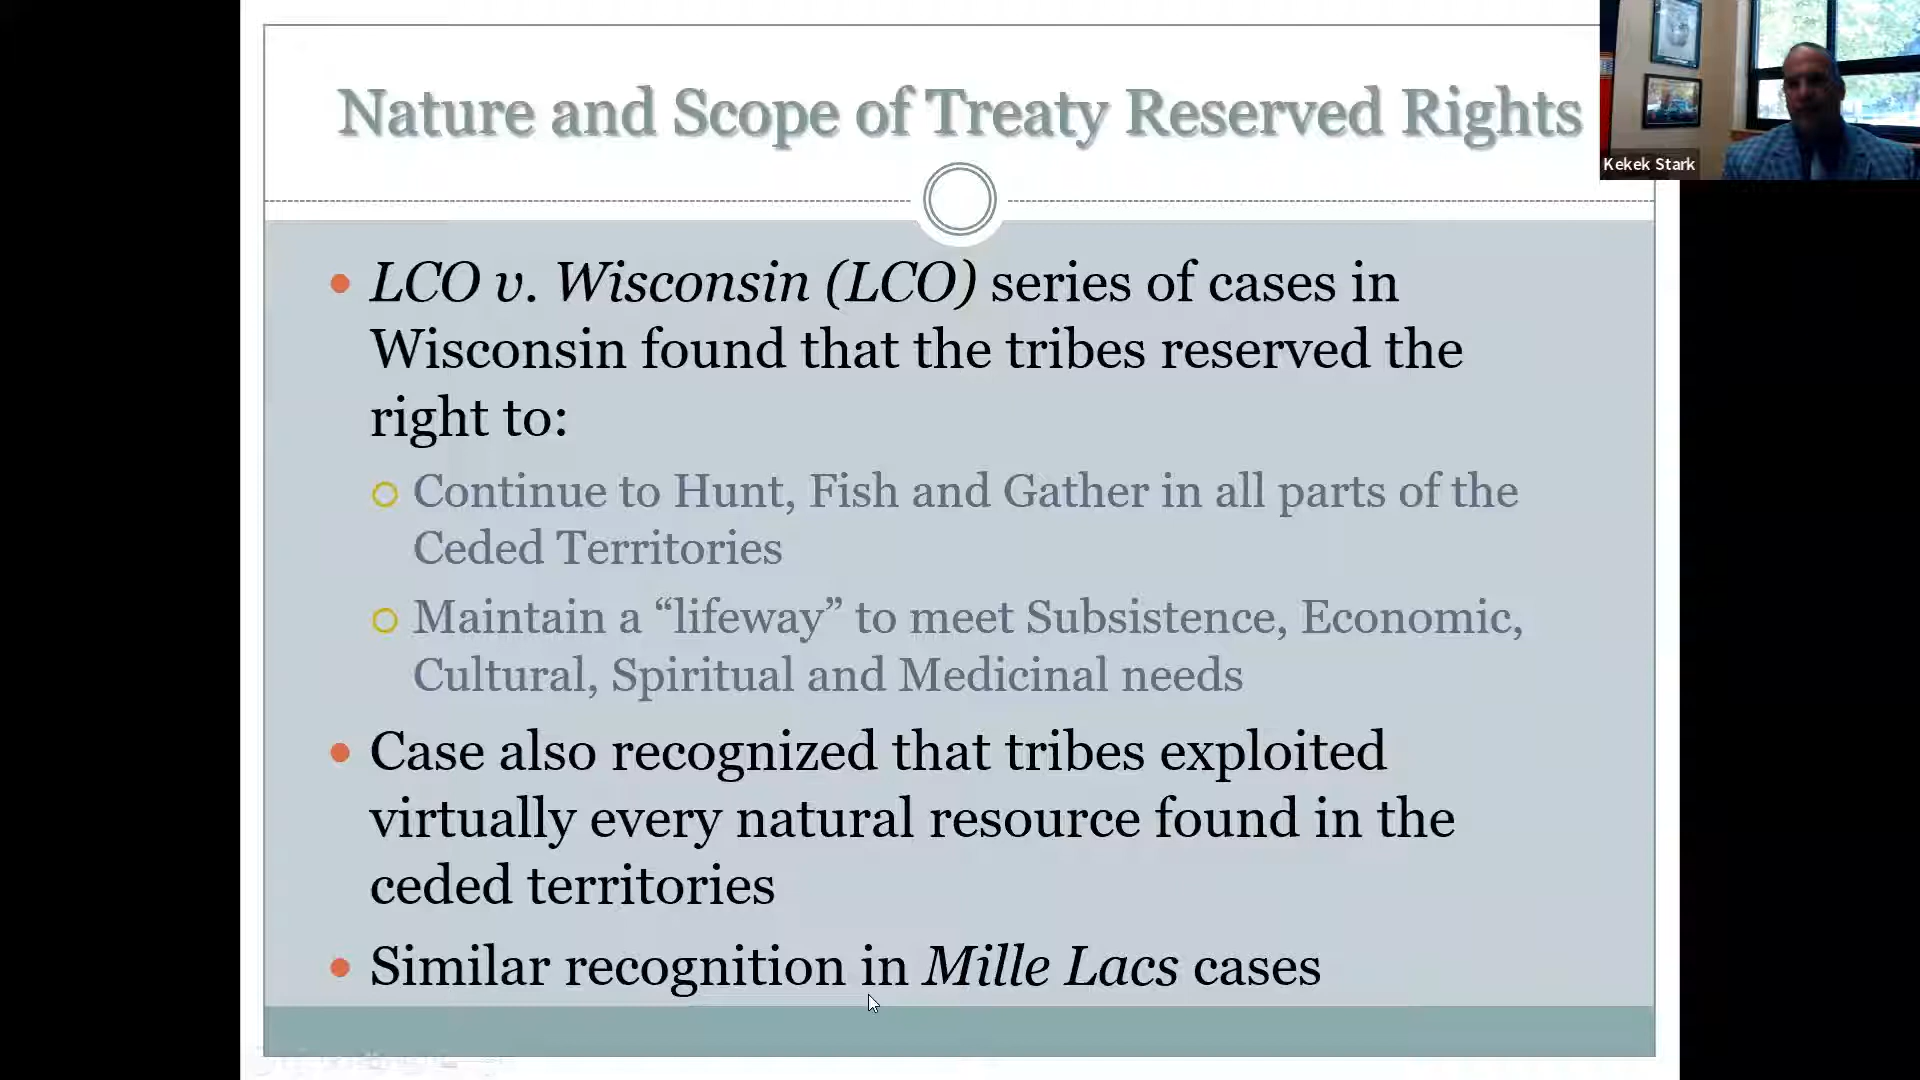 Nature and Scope of Treaty Reserved Rights
Kekek Stark
LCO v. Wisconsin (LCO) series of cases in
Wisconsin found that the tribes reserved the
right to:
Continue to Hunt, Fish and Gather in all parts of the
Ceded Territories
Maintain a “lifeway” to meet Subsistence, Economic,
Cultural, Spiritual and Medicinal needs
Case also recognized that tribes exploited
virtually every natural resource found in the
ceded territories
Similar recognition in Mille Lacs cases